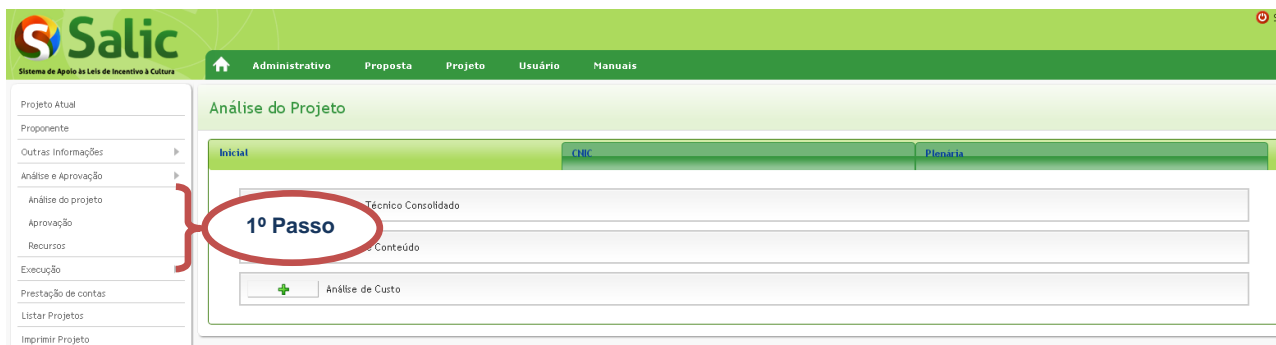 Salic
Sistema de Apoio às Leis de Incentivo à Cultura
Administrativo Proposta Projeto Usuário Manuais
Projeto Atual
Proponente
Outras Informações
Análise e Aprovação
Análise do projeto
Aprovação
Recursos
Execução
Prestação de contas
Listar Projetos
Imprimir Projeto
Análise do Projeto
Inicial CNIC Plenária
Técnico Consolidado
Conteúdo
Análise de Custo
1º Passo